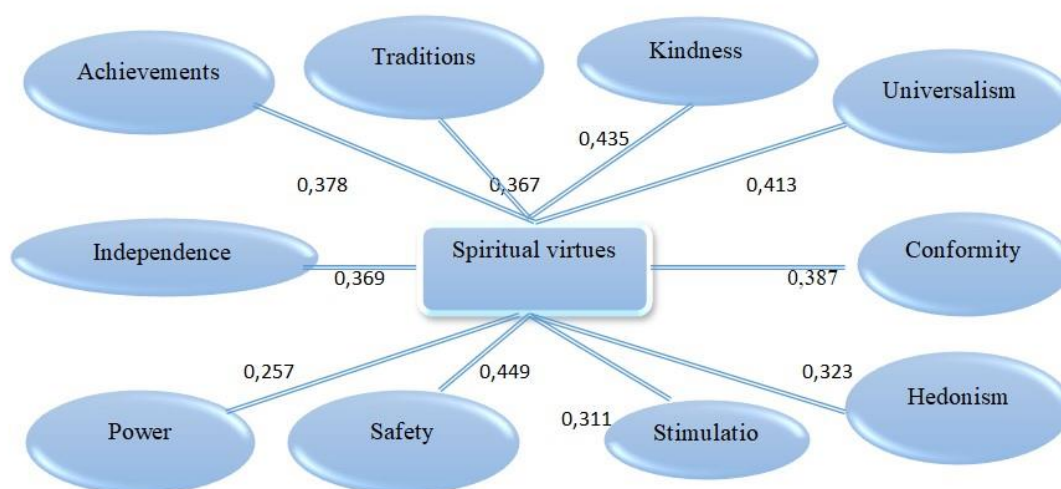 Achievements
Traditions
Kindness
Universalism
0,378
0,367
0,435
0,413
Independence
0,369
Spiritual virtues
0,387
Conformity
0,257
0,449
0,311
0,323
Power
Safety
Stimulatio
Hedonism